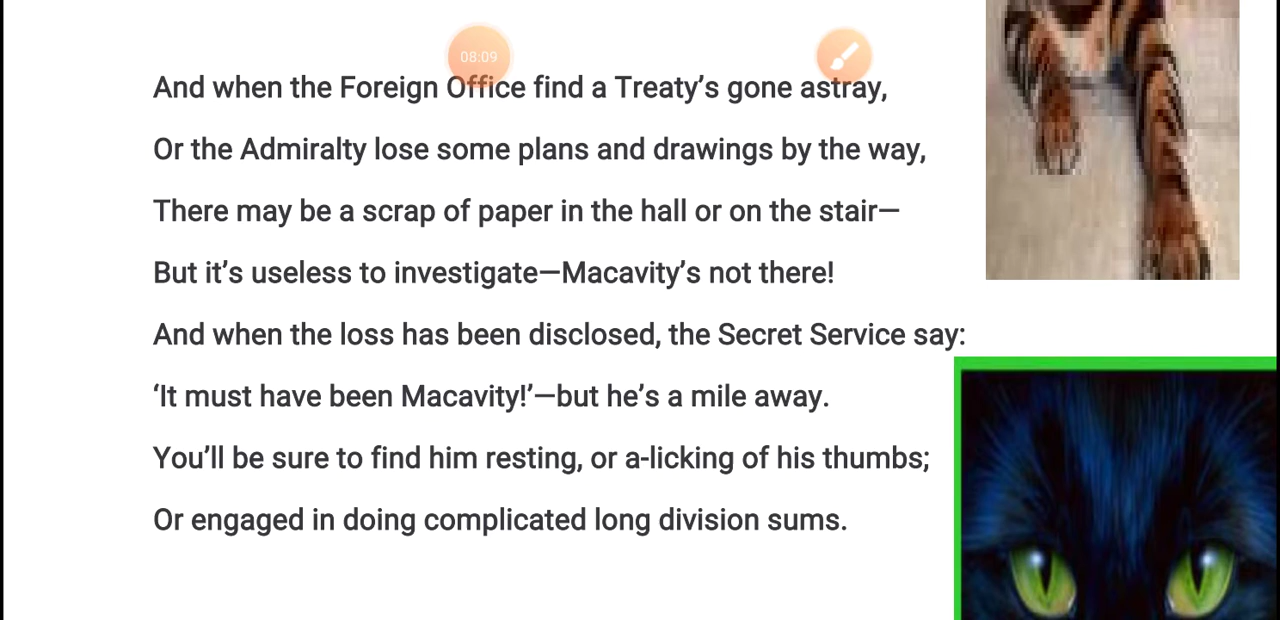 08:09
And when the Foreign Office find a Treaty’s gone astray,
Or the Admiralty lose some plans and drawings by the way,
There may be a scrap of paper in the hall or on the stair—
But it’s useless to investigate—Macavity’s not there!
And when the loss has been disclosed, the Secret Service say:
‘It must have been Macavity!’—but he’s a mile away.
You’ll be sure to find him resting, or a-licking of his thumbs;
Or engaged in doing complicated long division sums.